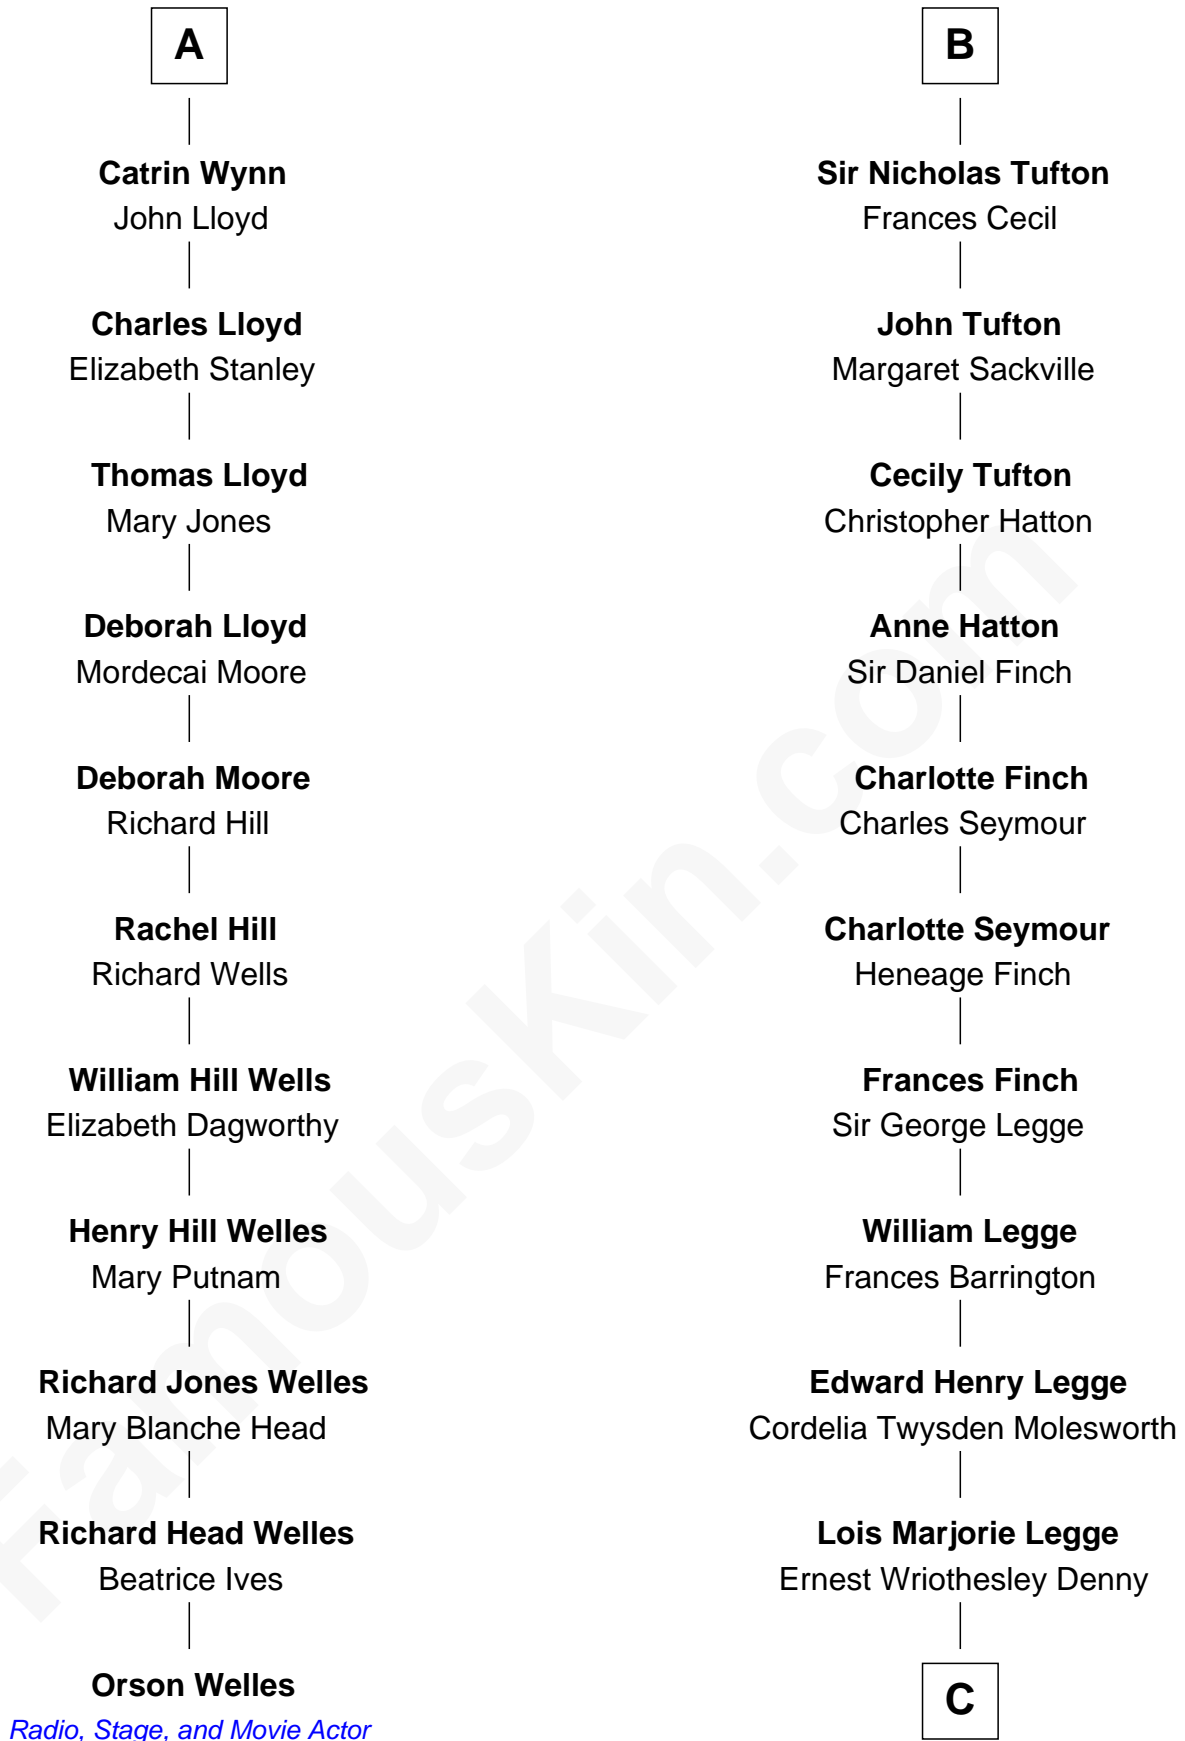 A
Catrin Wynn
John Lloyd
Charles Lloyd
Elizabeth Stanley
Thomas Lloyd
Mary Jones
Deborah Lloyd
Mordecai Moore
Deborah Moore
Richard Hill
Rachel Hill
Richard Wells
William Hill Wells
Elizabeth Dagworthy
Henry Hill Welles
Mary Putnam
Richard Jones Welles
Mary Blanche Head
Richard Head Welles
Beatrice Ives
Orson Welles
Radio, Stage, and Movie Actor
B
Sir Nicholas Tufton
Frances Cecil
John Tufton
Margaret Sackville
Cecily Tufton
Christopher Hatton
Anne Hatton
Sir Daniel Finch
Charlotte Finch
Charles Seymour
Charlotte Seymour
Heneage Finch
Frances Finch
Sir George Legge
William Legge
Frances Barrington
Edward Henry Legge
Cordelia Twysden Molesworth
Lois Marjorie Legge
Ernest Wriothesley Denny
C
FamousKin.com